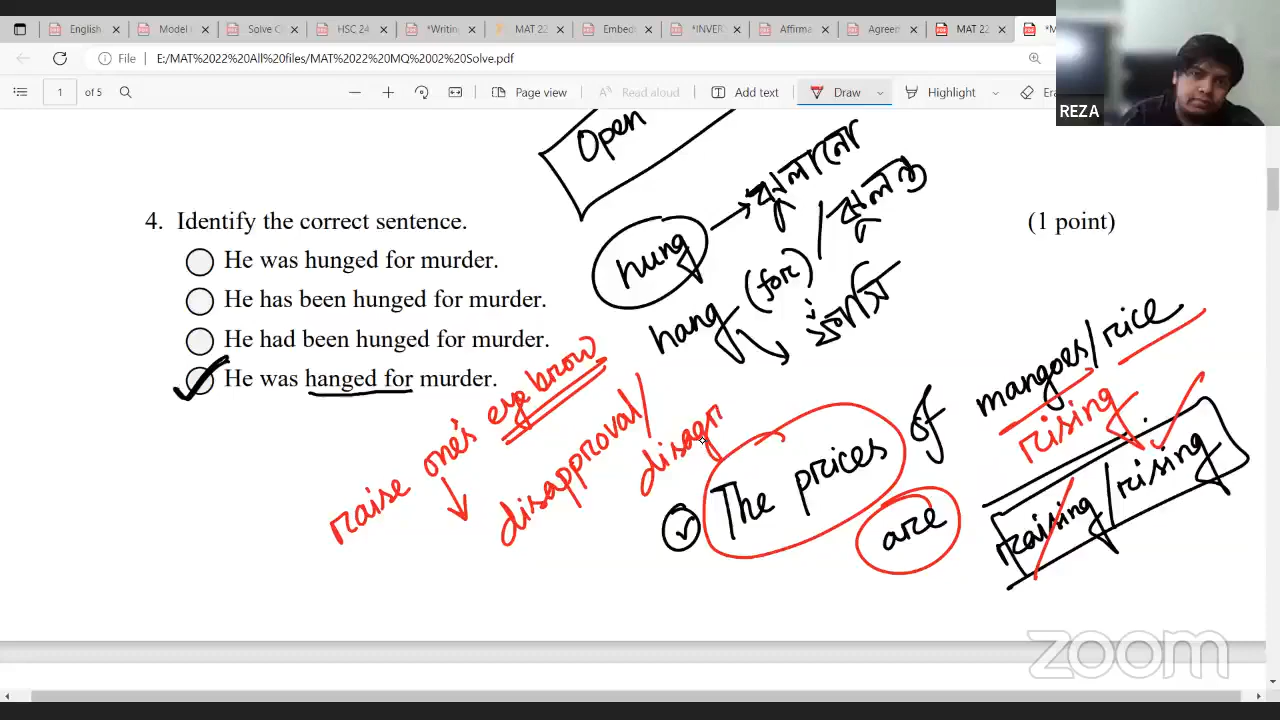 English
Model
Solve C
HSC 24
*Writing
MAT 22
Embed
*INVER
Affirma
Agreen
MAT 22
File
E:/MAT%2022%20All%20files/MAT%2022%20MQ%2002%20Solve.pdf
1 of 5
Page view
Read aloud
Add text
Draw
Highlight
REZA
Open
4. Identify the correct sentence. (1 point)
He was hunged for murder.
He has been hunged for murder.
He had been hunged for murder.
He was hanged for murder.
hung
ঝুলানো / ঝুলন্ত
hang (for)
raise one's eye brow
disapproval/
disagr
The prices of mangoes/rice
are rising
raising/rising
zoom